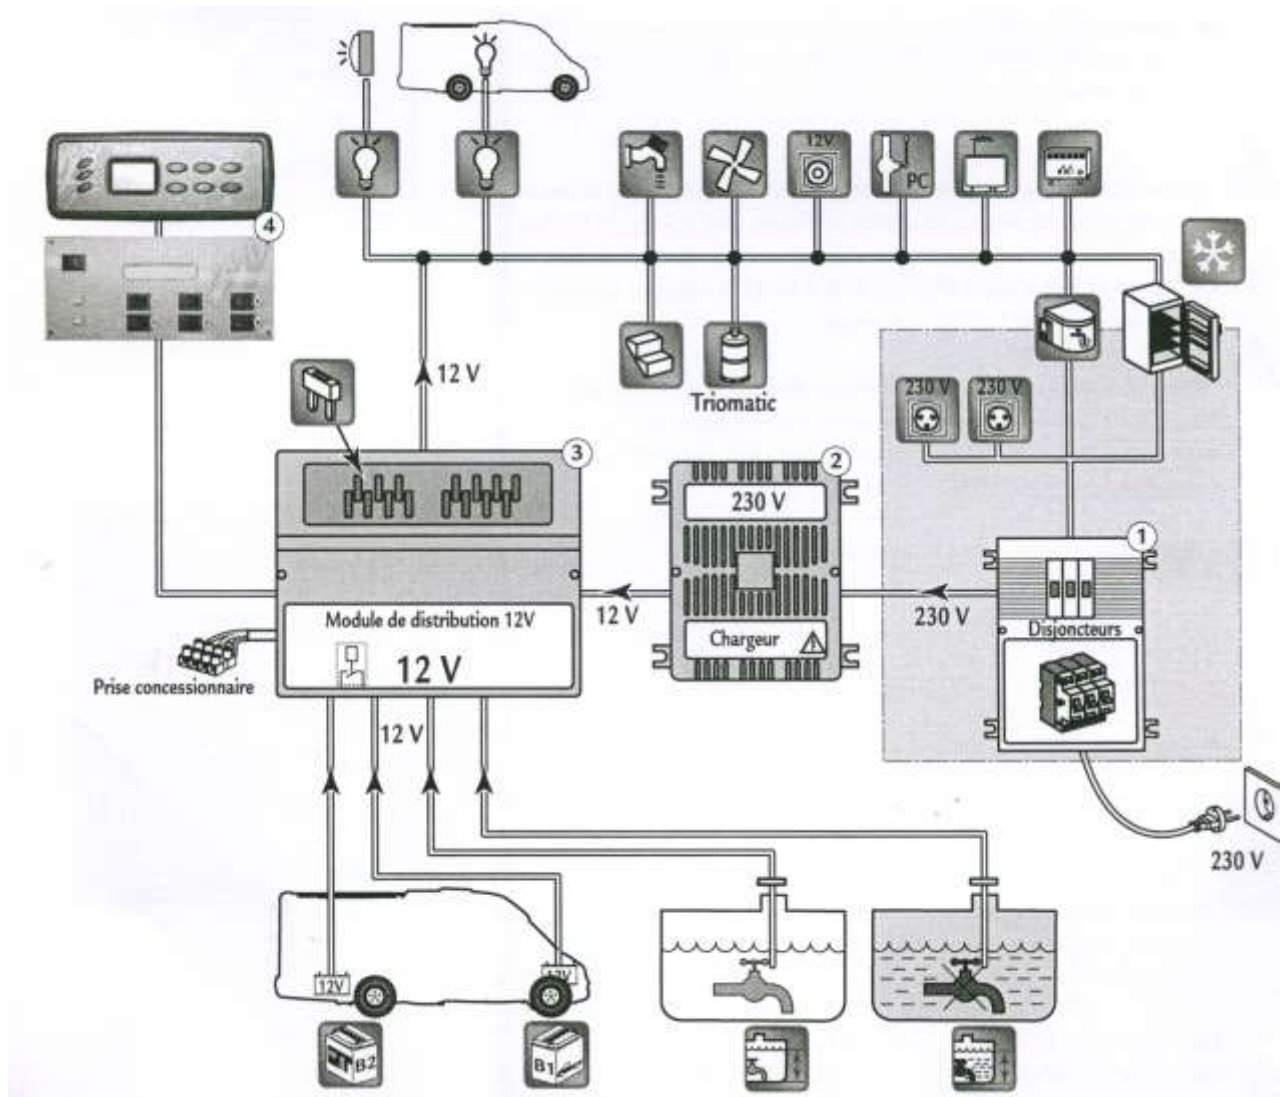 12V
PC
4
12 V
Triomatic
230 V
230 V
3
2
230 V
1
Module de distribution 12V
12 V
12 V
Chargeur
230 V
Disjoncteurs
Prise concessionnaire
12 V
230 V
12V
12V
B2
B1